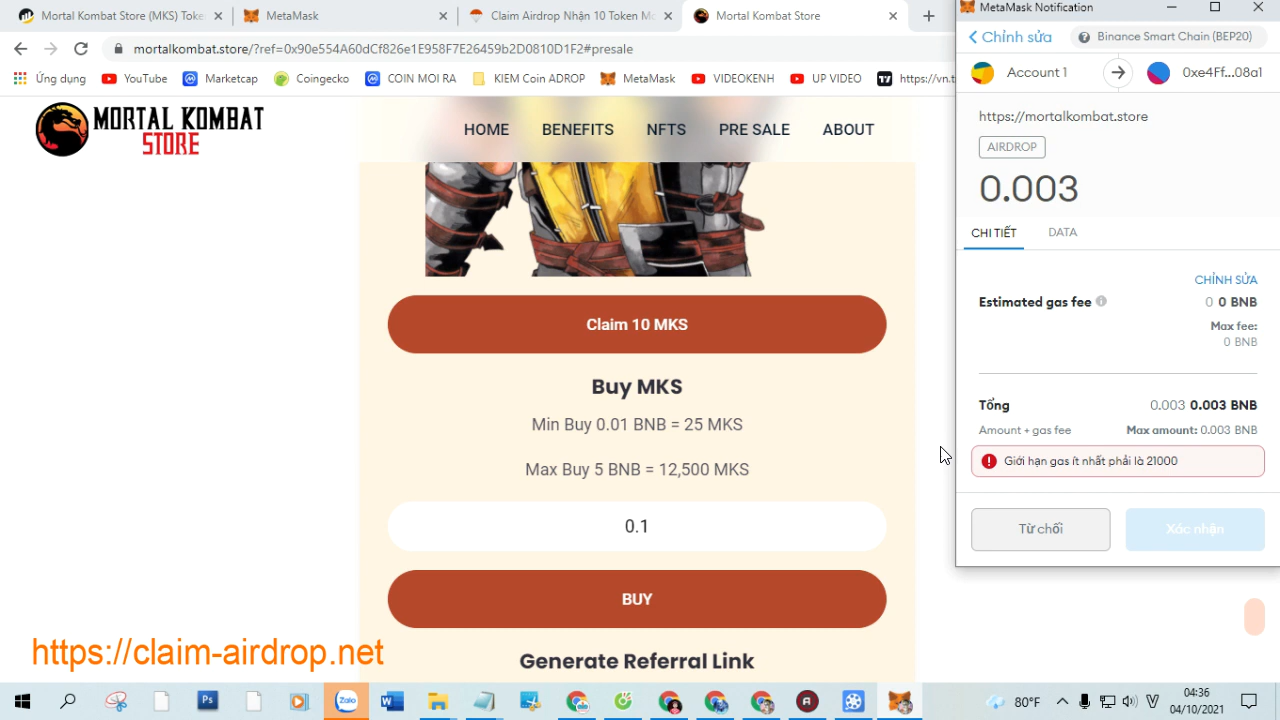 Mortal Kombat Store (MKS) Toke
MetaMask
Claim Airdrop Nhận 10 Token Mo
Mortal Kombat Store
MetaMask Notification
mortalkombat.store/?ref=0x90e554A60dCf826e1E958F7E26459b2D0810D1F2#presale
Ứng dụng
YouTube
Marketcap
Coingecko
COIN MOI RA
KIEM Coin ADROP
MetaMask
VIDEOKENH
UP VIDEO
https://vn.t
MORTAL KOMBAT
STORE
HOME
BENEFITS
NFTS
PRE SALE
ABOUT
Claim 10 MKS
Buy MKS
Min Buy 0.01 BNB = 25 MKS
Max Buy 5 BNB = 12,500 MKS
0.1
BUY
Generate Referral Link
https://claim-airdrop.net
Chỉnh sửa
Binance Smart Chain (BEP20)
Account 1
0xe4Ff...08a1
https://mortalkombat.store
AIRDROP
0.003
CHI TIẾT
DATA
CHỈNH SỬA
Estimated gas fee
0 0 BNB
Max fee:
0 BNB
Tổng
0.003 0.003 BNB
Amount + gas fee
Max amount: 0.003 BNB
Giới hạn gas ít nhất phải là 21000
Từ chối
Xác nhận
Ps
Zalo
W
A
80°F
V
04:36
04/10/2021